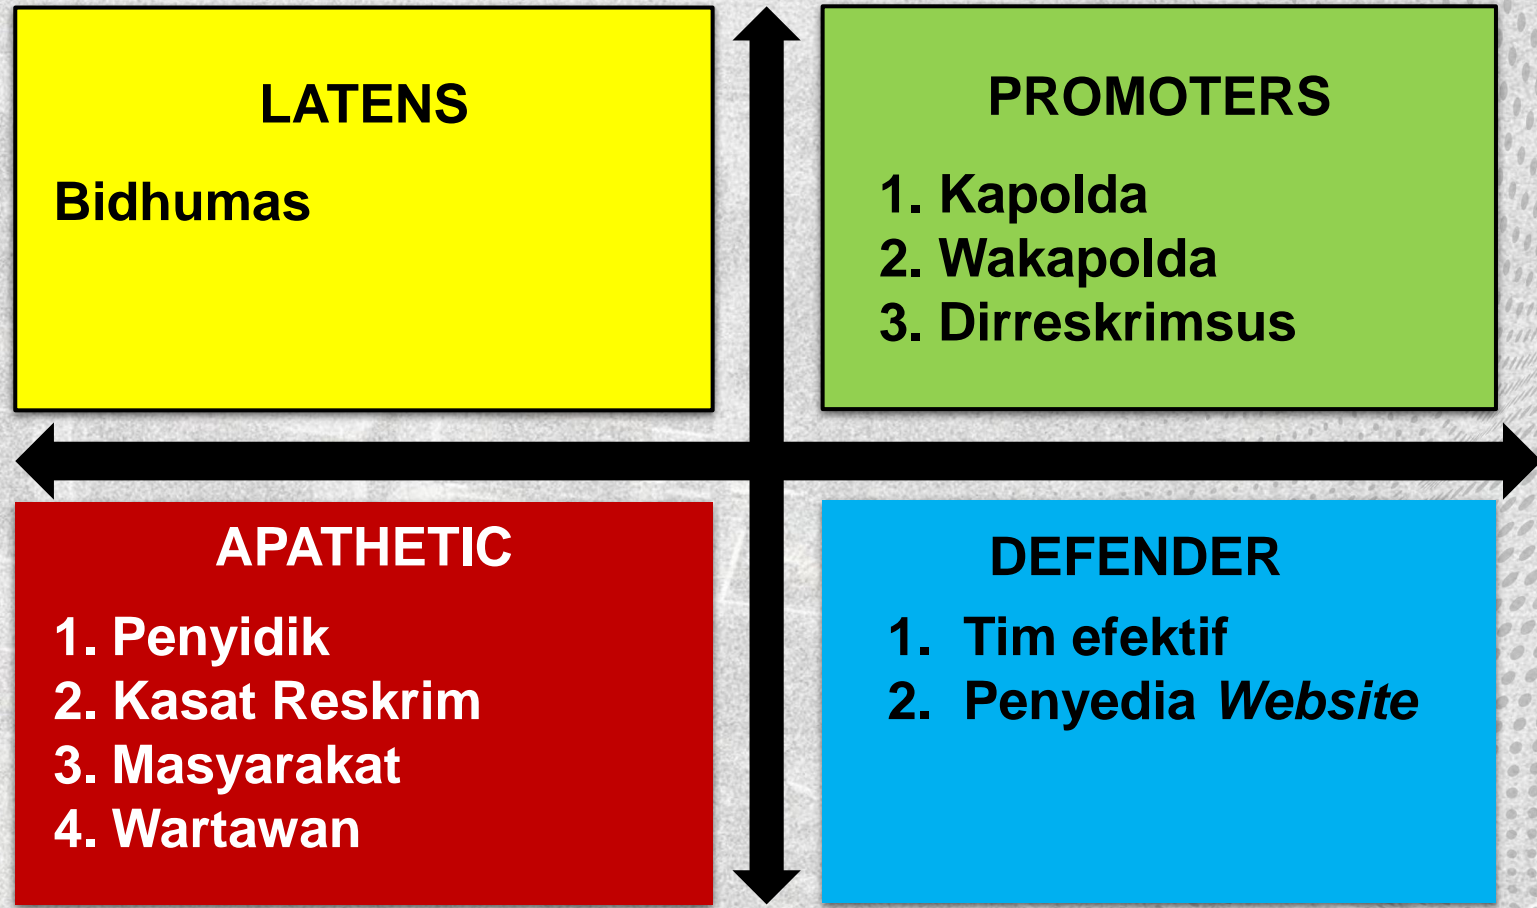 LATENS
Bidhumas
PROMOTERS
1. Kapolda
2. Wakapolda
3. Dirreskrimsus
APATHETIC
1. Penyidik
2. Kasat Reskrim
3. Masyarakat
4. Wartawan
DEFENDER
1. Tim efektif
2. Penyedia Website